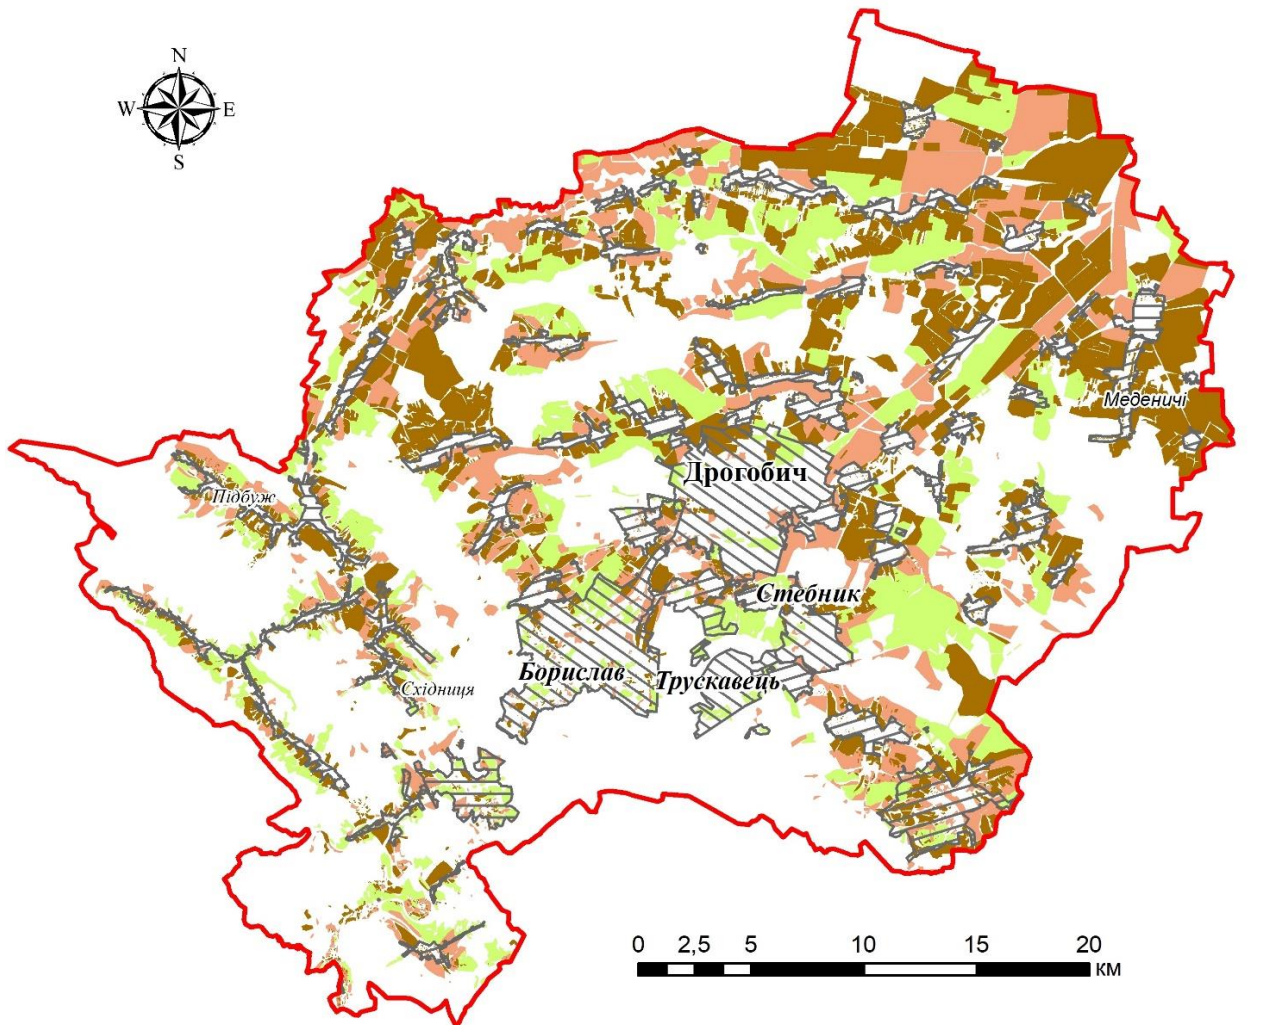 N
W E
S
Меденичі
Дрогобич
Підбуж
Стебник
Борислав
Трускавець
Східниця
0 2,5 5 10 15 20
км